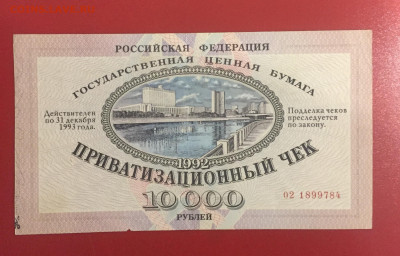 РОССИЙСКАЯ ФЕДЕРАЦИЯ
ГОСУДАРСТВЕННАЯ ЦЕННАЯ БУМАГА
Действителен
по 31 декабря
1993 года.
Подделка чеков
преследуется
по закону.
1992
ПРИВАТИЗАЦИОННЫЙ ЧЕК
10 000
РУБЛЕЙ
02 1899784